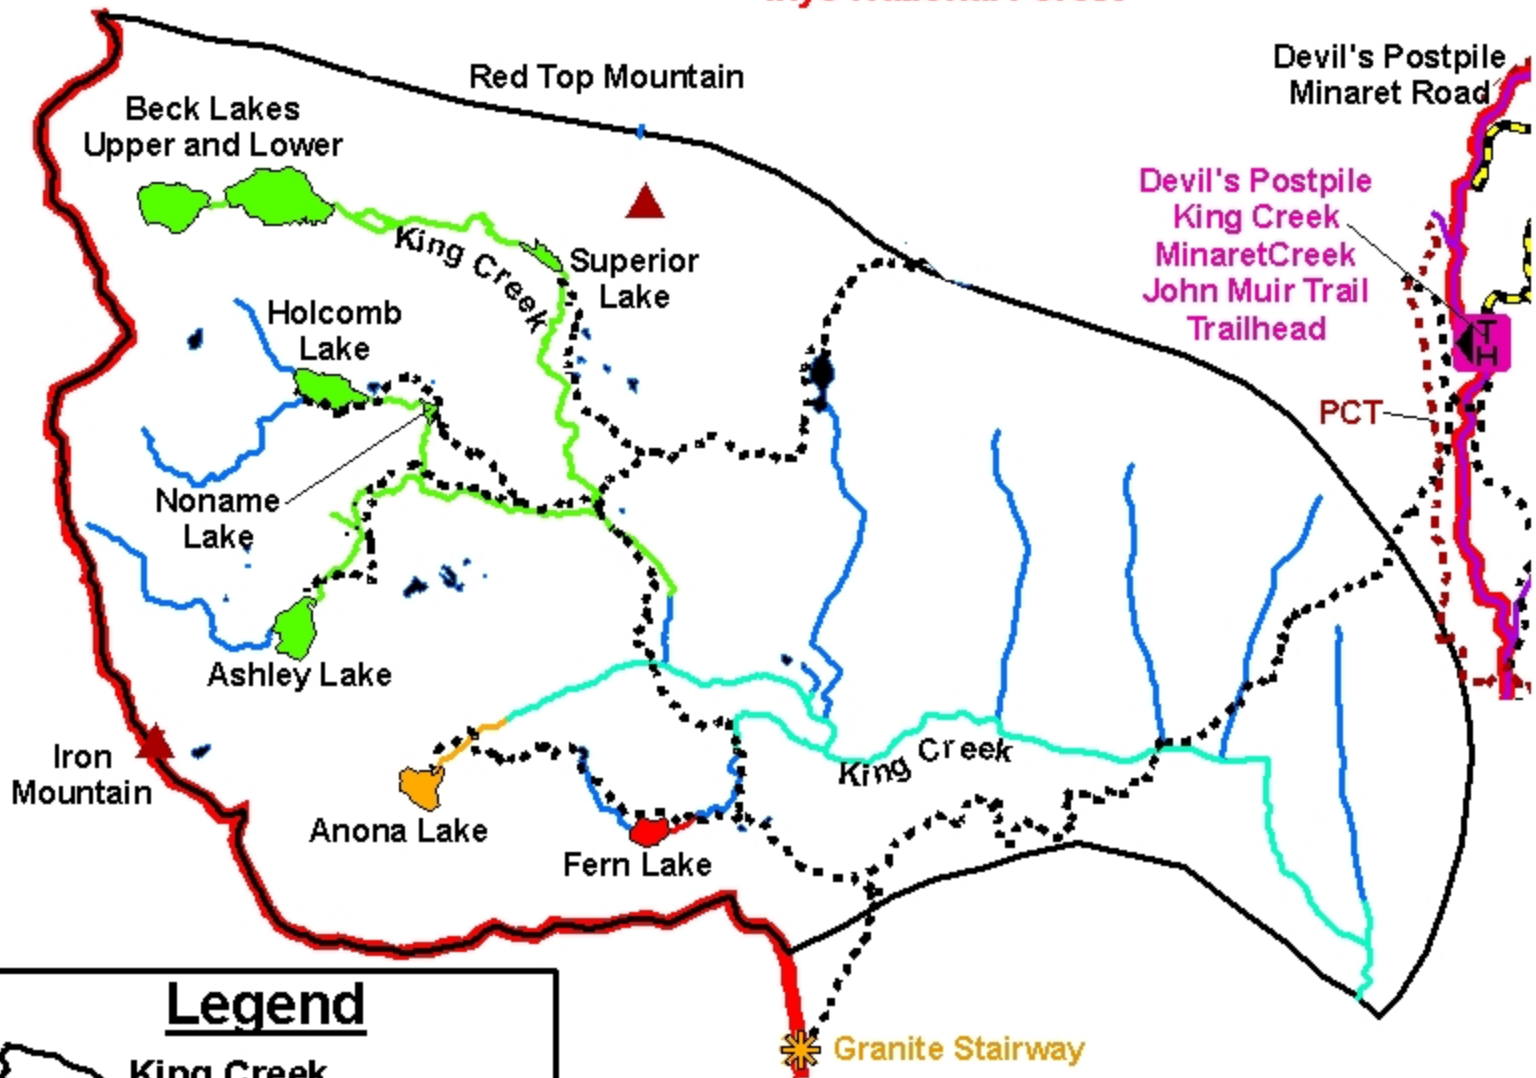 Red Top Mountain
Devil's Postpile
Minaret Road
Beck Lakes
Upper and Lower
Devil's Postpile
King Creek
MinaretCreek
John Muir Trail
Trailhead
King Creek
Superior
Lake
Holcomb
Lake
T
H
PCT
Noname
Lake
Ashley Lake
Iron
Mountain
King Creek
Anona Lake
Fern Lake
Legend
Granite Stairway
King Creek